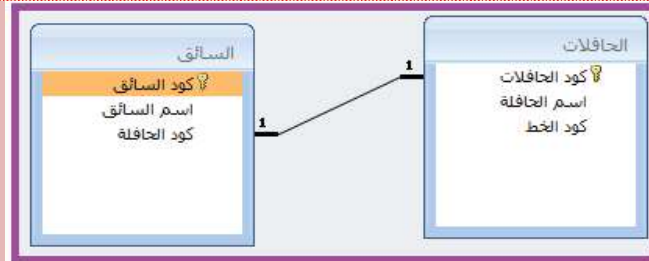 الحافلات
كود الحافلات
اسم الحافلة
كود الخط
1
1
السائق
كود السائق
اسم السائق
كود الحافلة